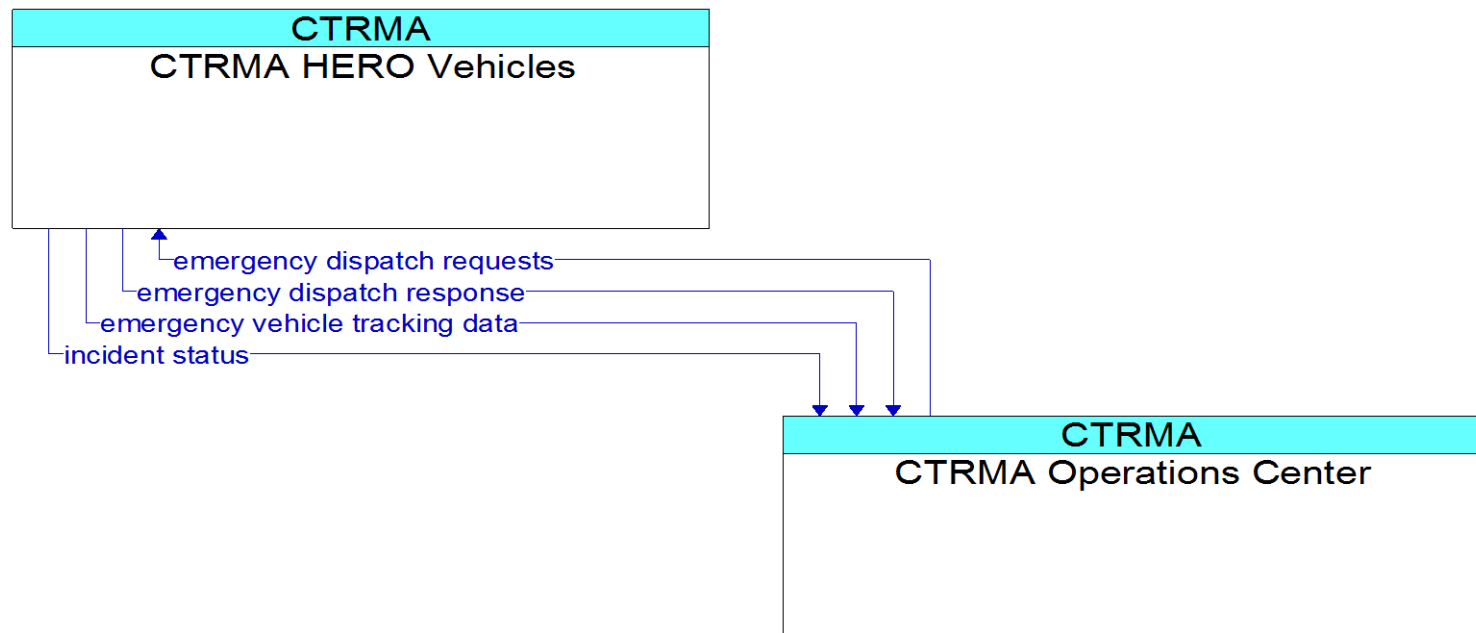 CTRMA
CTRMA HERO Vehicles
emergency dispatch requests
emergency dispatch response
emergency vehicle tracking data
incident status
CTRMA
CTRMA Operations Center